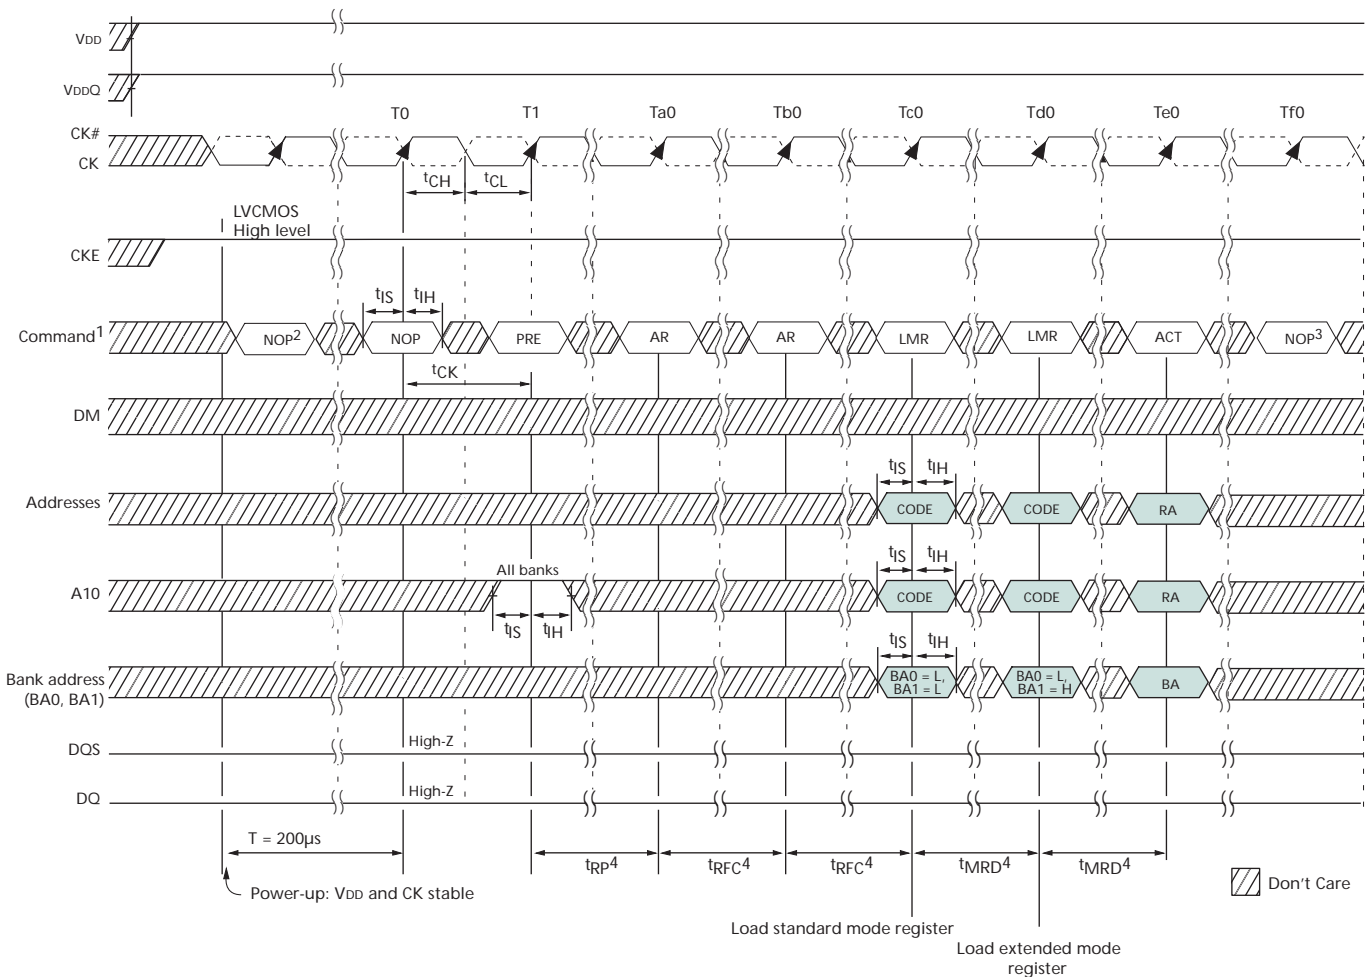 VDD
VDDQ
T0 T1 Ta0 Tb0 Tc0 Td0 Te0 Tf0
CK#
CK
tCH tCL
LVCMOS
High level
CKE
tIS tIH
Command1 NOP2 NOP PRE AR AR LMR LMR ACT NOP3
tCK
DM
tIS tIH
Addresses CODE CODE RA
All banks tIS tIH
A10 CODE CODE RA
tIS tIH
tIS tIH
Bank address
(BA0, BA1)
BA0 = L,
BA1 = L
BA0 = L,
BA1 = H
BA
DQS High-Z
DQ High-Z
T = 200µs
tRP4 tRFC4 tRFC4 tMRD4 tMRD4
Power-up: VDD and CK stable
Don't Care
Load standard mode register
Load extended mode
register